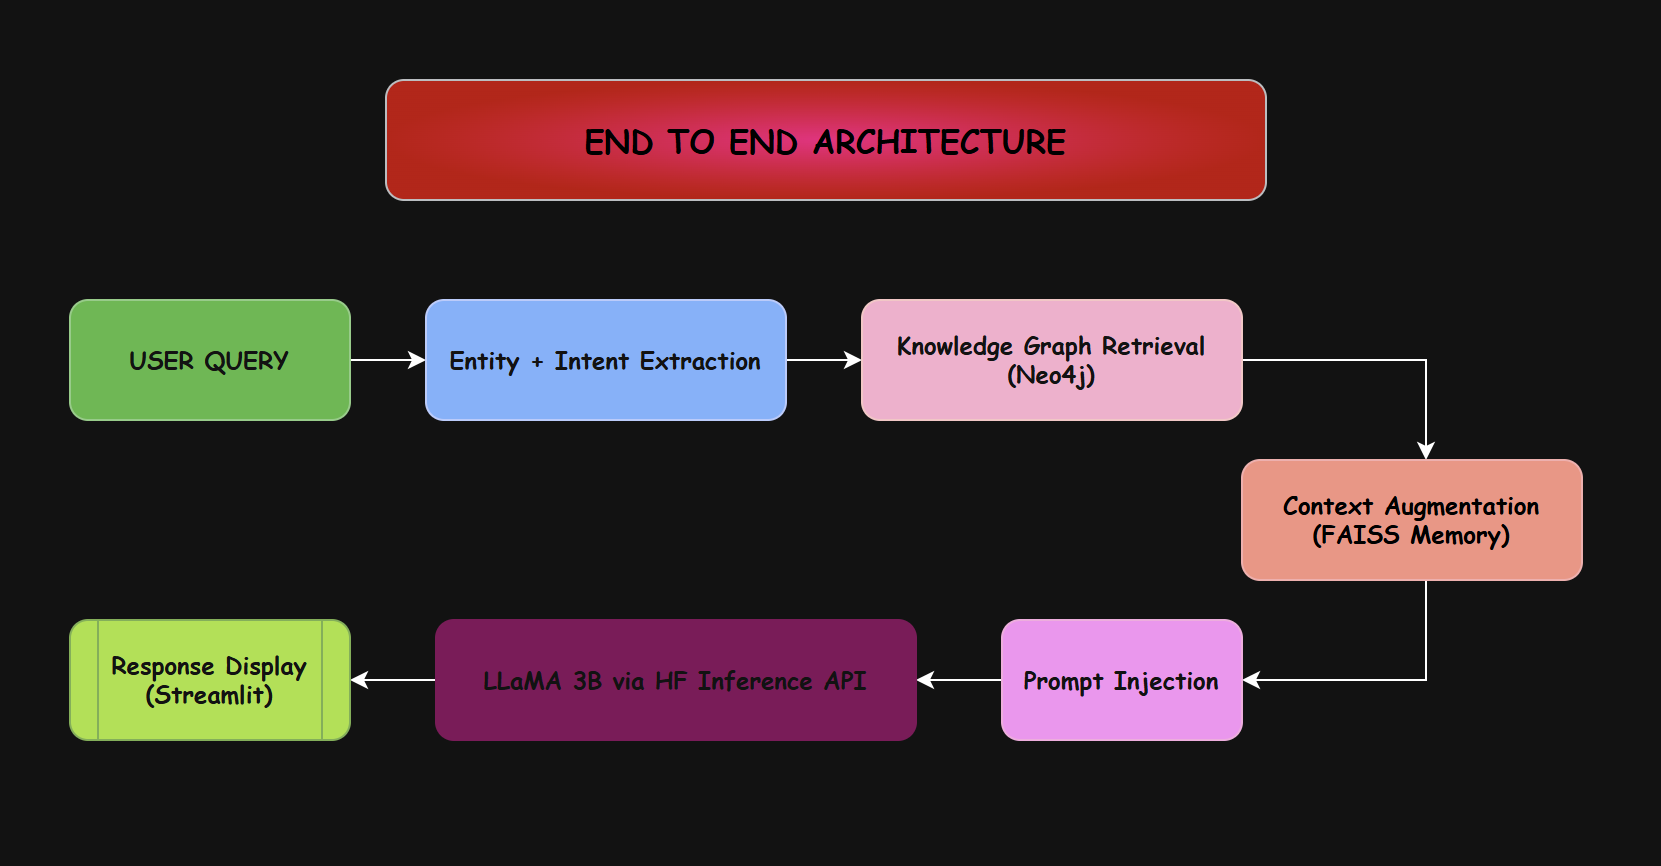 END TO END ARCHITECTURE
USER QUERY
Entity + Intent Extraction
Knowledge Graph Retrieval
(Neo4j)
Context Augmentation
(FAISS Memory)
Prompt Injection
LLaMA 3B via HF Inference API
Response Display
(Streamlit)